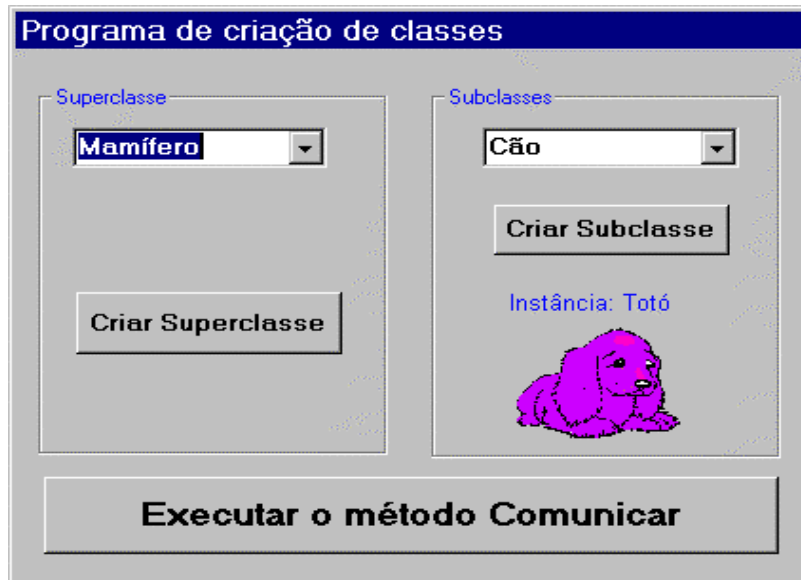 Programa de criação de classes
Superclasse
Mamífero
Criar Superclasse
Subclasses
Cão
Criar Subclasse
Instância: Totó
Executar o método Comunicar